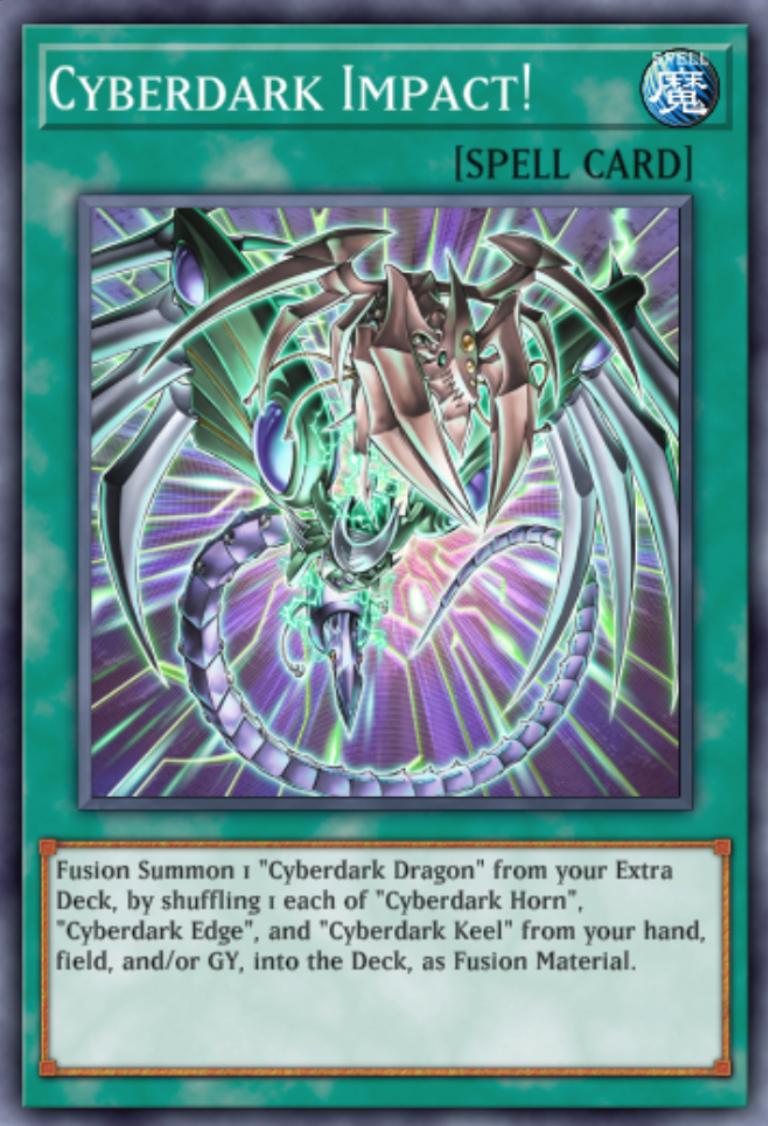 Cyberdark Impact!
SPELL
魔
[SPELL CARD]
Fusion Summon 1 "Cyberdark Dragon" from your Extra
Deck, by shuffling 1 each of "Cyberdark Horn",
"Cyberdark Edge", and "Cyberdark Keel" from your hand,
field, and/or GY, into the Deck, as Fusion Material.